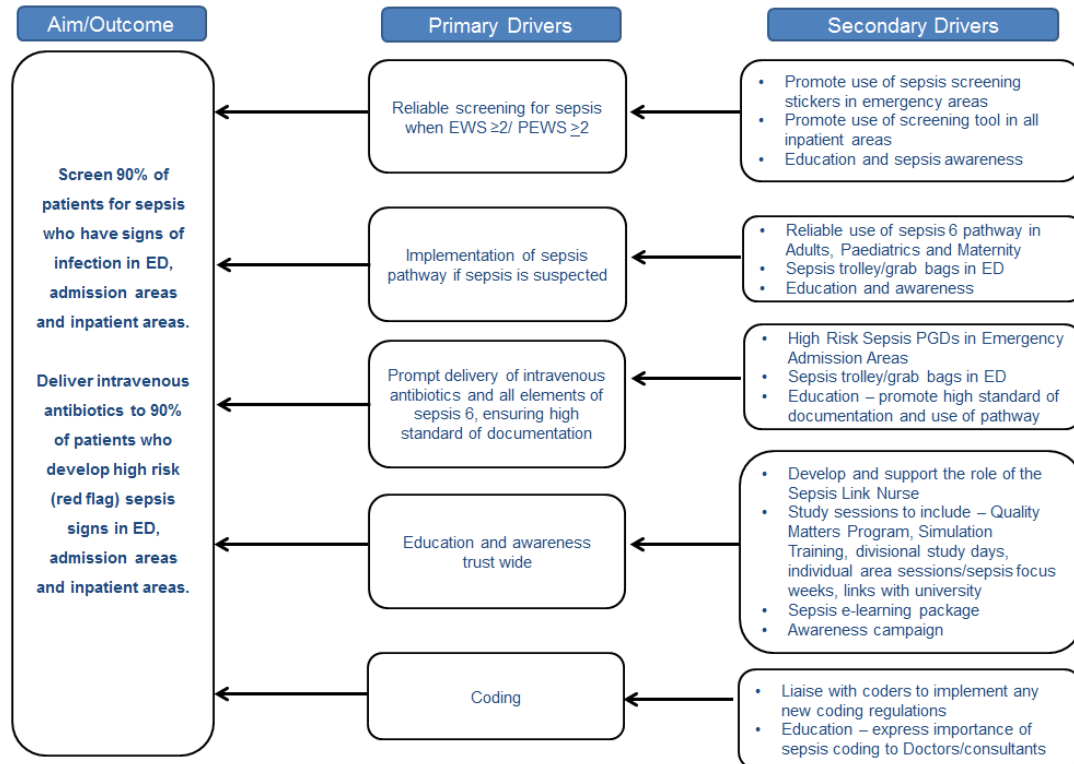 Aim/Outcome
Primary Drivers
Secondary Drivers
Screen 90% of
patients for sepsis
who have signs of
infection in ED,
admission areas
and inpatient areas.
Deliver intravenous
antibiotics to 90%
of patients who
develop high risk
(red flag) sepsis
signs in ED,
admission areas
and inpatient areas.
Reliable screening for sepsis
when EWS ≥2/ PEWS >2
• Promote use of sepsis screening
stickers in emergency areas
• Promote use of screening tool in all
inpatient areas
• Education and sepsis awareness
Implementation of sepsis
pathway if sepsis is suspected
• Reliable use of sepsis 6 pathway in
Adults, Paediatrics and Maternity
• Sepsis trolley/grab bags in ED
• Education and awareness
Prompt delivery of intravenous
antibiotics and all elements of
sepsis 6, ensuring high
standard of documentation
• High Risk Sepsis PGDs in Emergency
Admission Areas
• Sepsis trolley/grab bags in ED
• Education – promote high standard of
documentation and use of pathway
Education and awareness
trust wide
• Develop and support the role of the
Sepsis Link Nurse
• Study sessions to include – Quality
Matters Program, Simulation
Training, divisional study days,
individual area sessions/sepsis focus
weeks, links with university
• Sepsis e-learning package
• Awareness campaign
Coding
• Liaise with coders to implement any
new coding regulations
• Education – express importance of
sepsis coding to Doctors/consultants